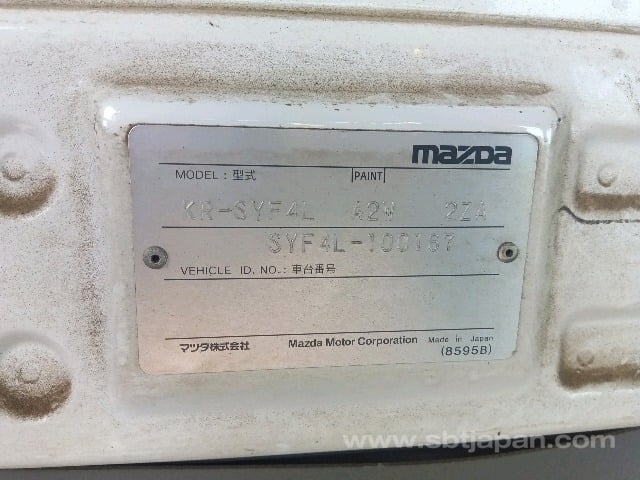 mazda
MODEL : 型式 PAINT
KR-SYF4L 42W 2ZA
SYF4L-100167
VEHICLE ID. NO. : 車台番号
マツダ株式会社 Mazda Motor Corporation Made in Japan
(8595B)
www.sbtjapan.com